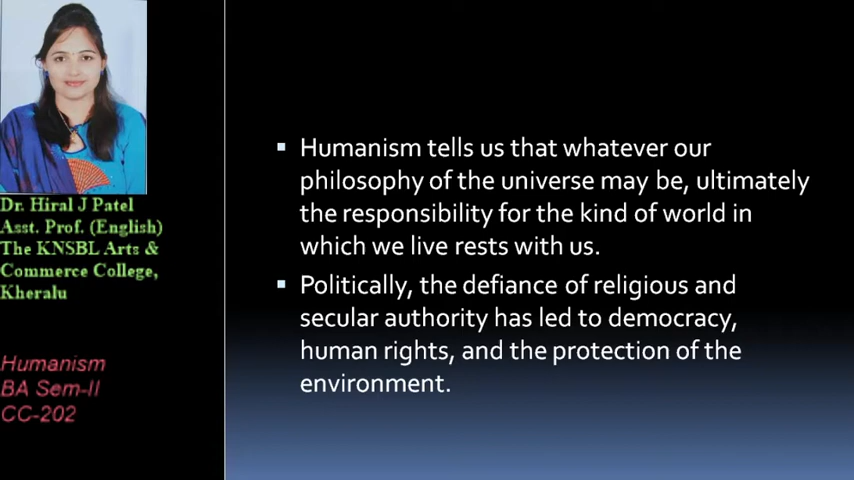 Dr. Hiral J Patel
Asst. Prof. (English)
The KNSBL Arts &
Commerce College,
Kheralu
Humanism
BA Sem-II
CC-202
Humanism tells us that whatever our
philosophy of the universe may be, ultimately
the responsibility for the kind of world in
which we live rests with us.
Politically, the defiance of religious and
secular authority has led to democracy,
human rights, and the protection of the
environment.